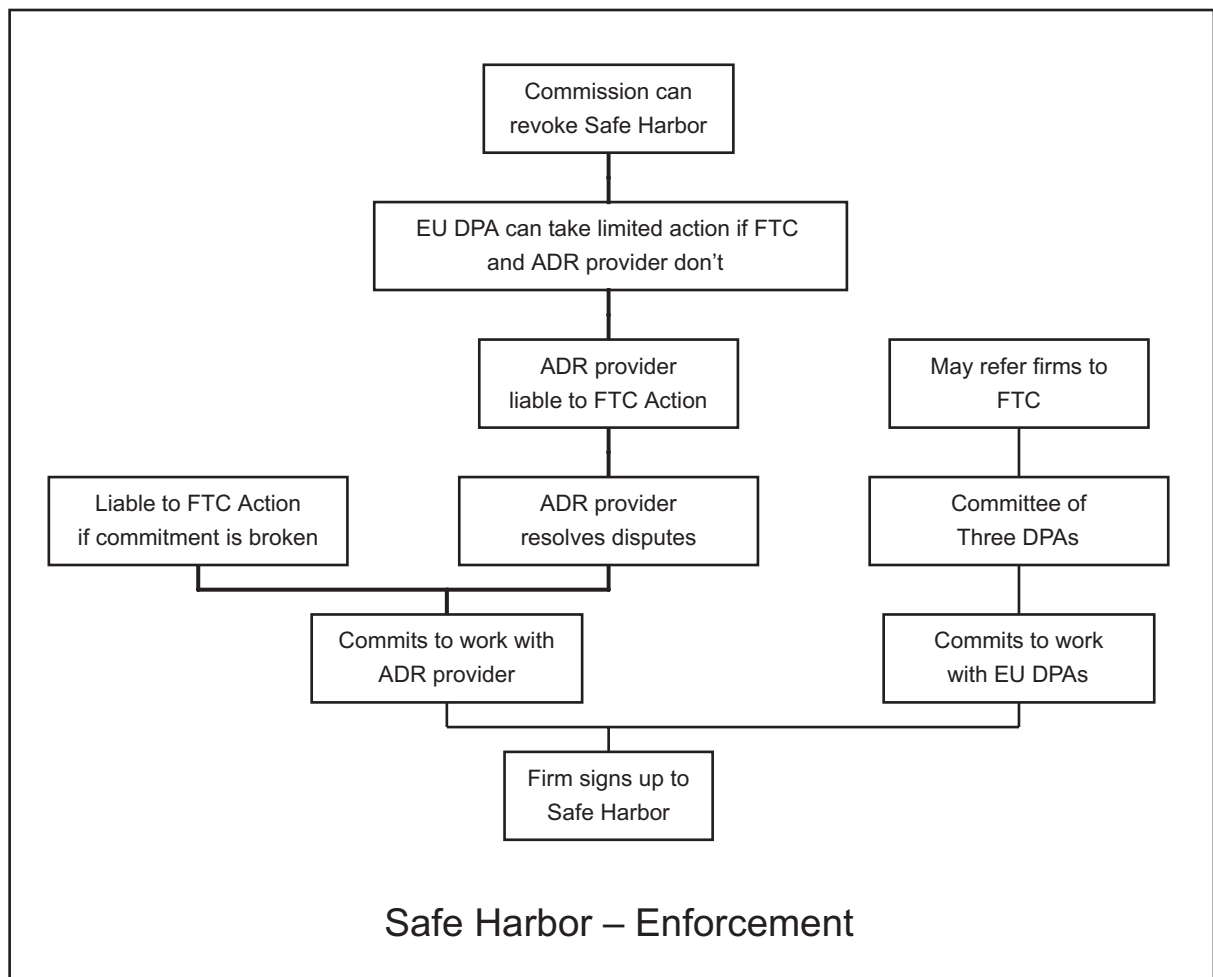 Commission can
revoke Safe Harbor
EU DPA can take limited action if FTC
and ADR provider don’t
ADR provider
liable to FTC Action
May refer firms to
FTC
Liable to FTC Action
if commitment is broken
ADR provider
resolves disputes
Committee of
Three DPAs
Commits to work with
ADR provider
Commits to work
with EU DPAs
Firm signs up to
Safe Harbor
Safe Harbor – Enforcement